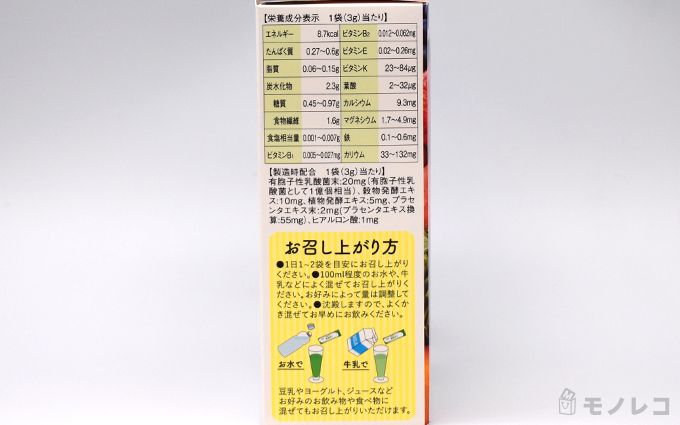 【栄養成分表示　1袋(3g)当たり】
エネルギー 8.7kcal ビタミンB2 0.012〜0.062mg
たんぱく質 0.27〜0.6g ビタミンE 0.02〜0.26mg
脂質 0.06〜0.15g ビタミンK 23〜84μg
炭水化物 2.3g 葉酸 2〜32μg
糖質 0.45〜0.97g カルシウム 9.3mg
食物繊維 1.6g マグネシウム 1.7〜4.9mg
食塩相当量 0.001〜0.007g 鉄 0.1〜0.6mg
ビタミンB1 0.005〜0.027mg カリウム 33〜132mg
【製造時配合　1袋(3g)当たり】
有胞子性乳酸菌末:20mg(有胞子性乳
酸菌として1億個相当)、穀物発酵エキ
ス:10mg、植物発酵エキス:5mg、プラセ
ンタエキス末:2mg(プラセンタエキス換
算:55mg)、ヒアルロン酸:1mg
お召し上がり方
●1日1〜2袋を目安にお召し上がり
ください。●100ml程度のお水や、牛
乳などによく混ぜてお召し上がりく
ださい。お好みによって量は調整して
ください。●沈殿しますので、よくか
き混ぜてお早めにお飲みください。
お水で
牛乳で
豆乳やヨーグルト、ジュースなど
お好みのお飲み物や食べ物に
混ぜてもお召し上がりいただけます。
モノレコ